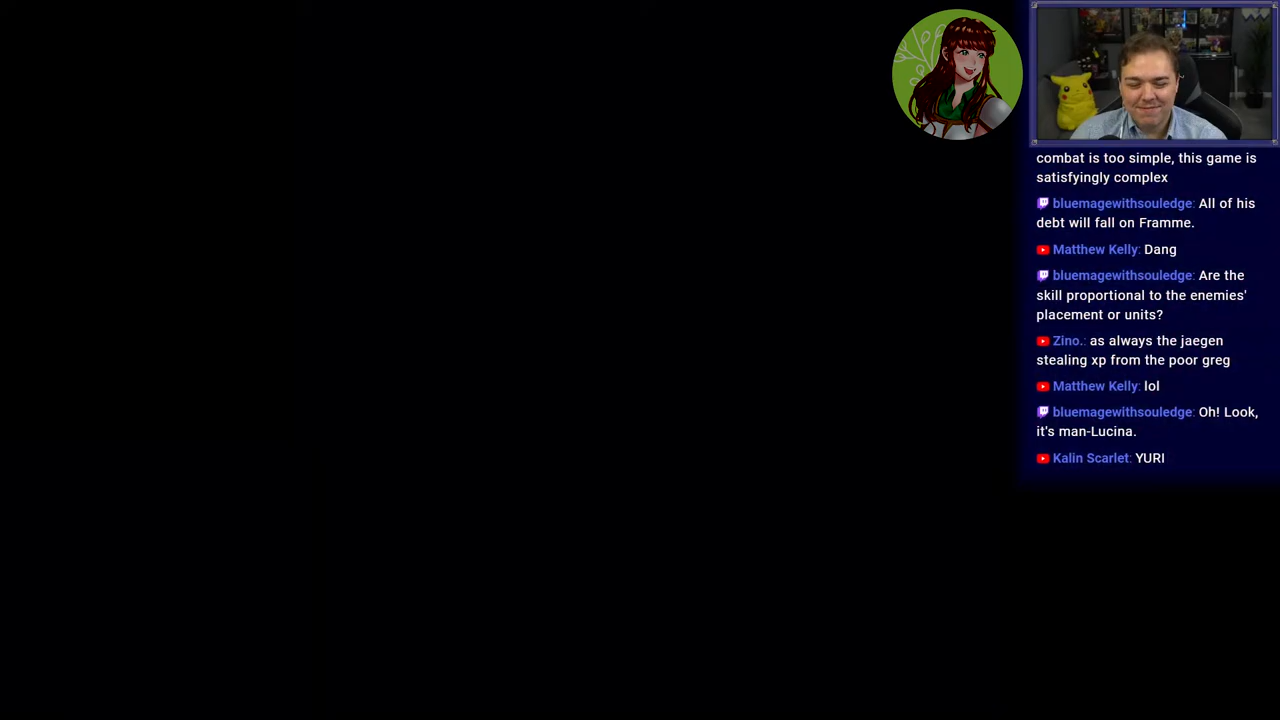 combat is too simple, this game is
satisfyingly complex
bluemagewithsouledge: All of his
debt will fall on Framme.
Matthew Kelly: Dang
bluemagewithsouledge: Are the
skill proportional to the enemies'
placement or units?
Zino.: as always the jaegen
stealing xp from the poor greg
Matthew Kelly: lol
bluemagewithsouledge: Oh! Look,
it's man-Lucina.
Kalin Scarlet: YURI